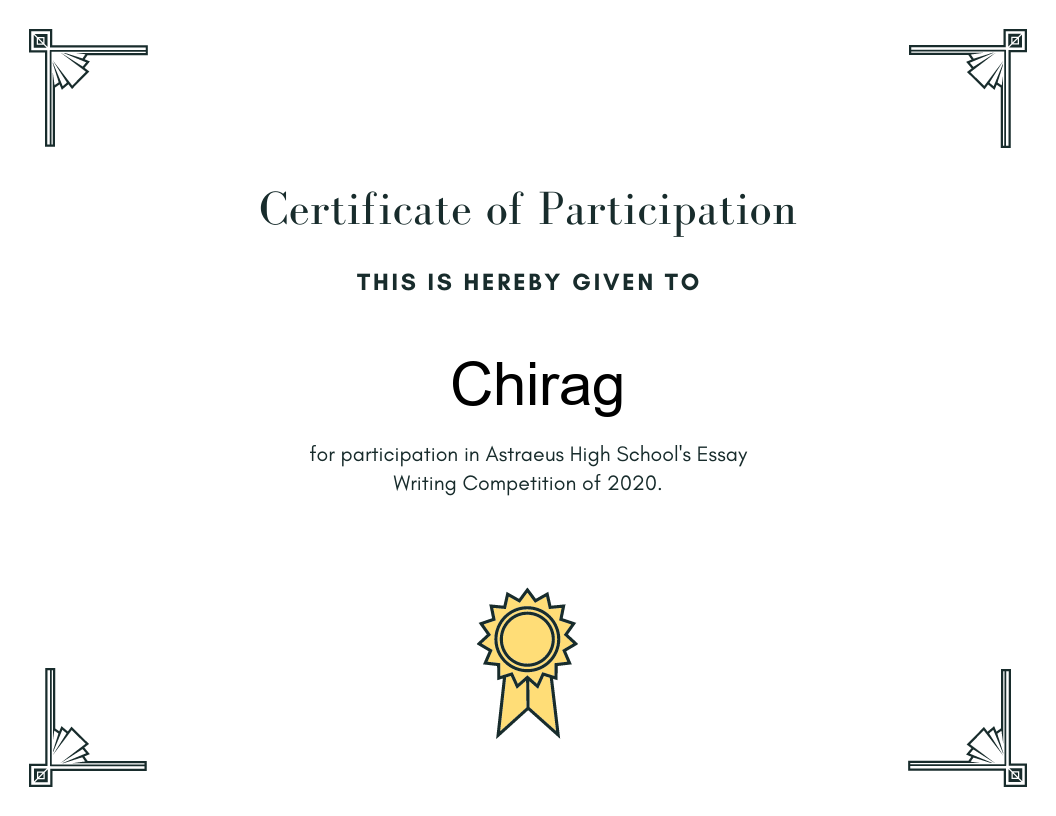 Certificate of Participation
THIS IS HEREBY GIVEN TO
Chirag
for participation in Astraeus High School's Essay
Writing Competition of 2020.